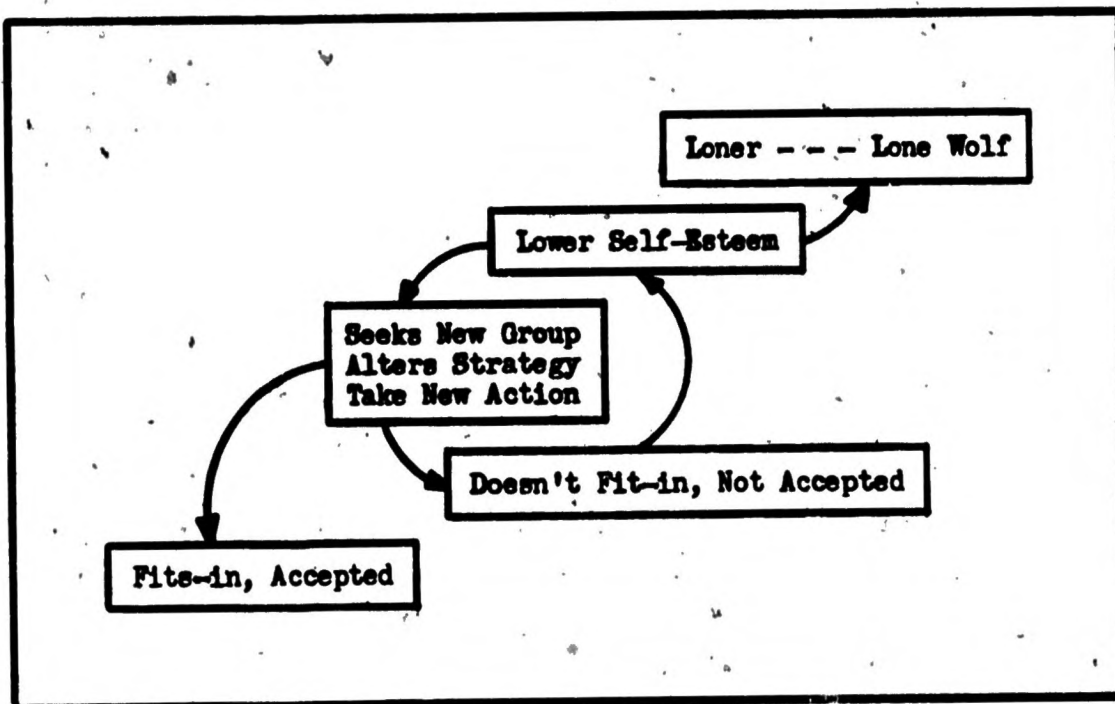 Loner - - - Lone Wolf
Lower Self-Esteem
Seeks New Group
Alters Strategy
Take New Action
Doesn't Fit-in, Not Accepted
Fits-in, Accepted